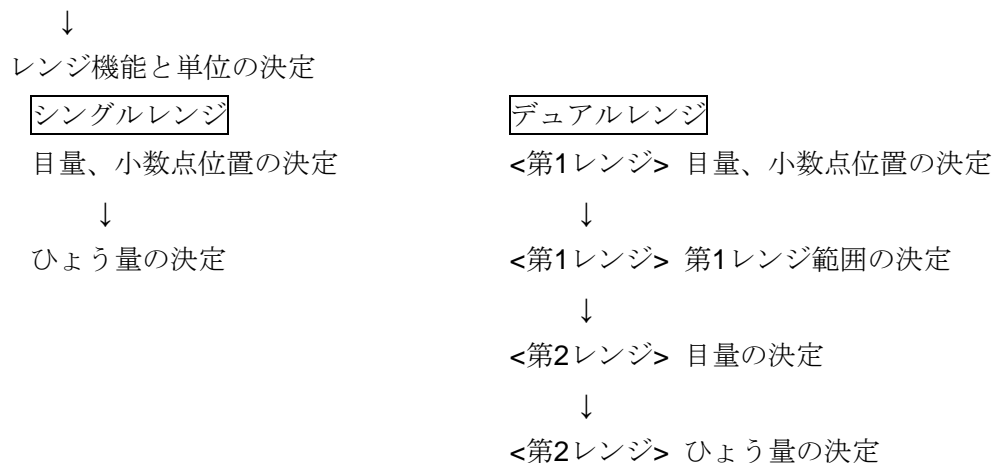 ↓
レンジ機能と単位の決定
シングルレンジ
目量、小数点位置の決定
↓
ひょう量の決定
デュアルレンジ
<第1レンジ> 目量、小数点位置の決定
↓
<第1レンジ> 第1レンジ範囲の決定
↓
<第2レンジ> 目量の決定
↓
<第2レンジ> ひょう量の決定